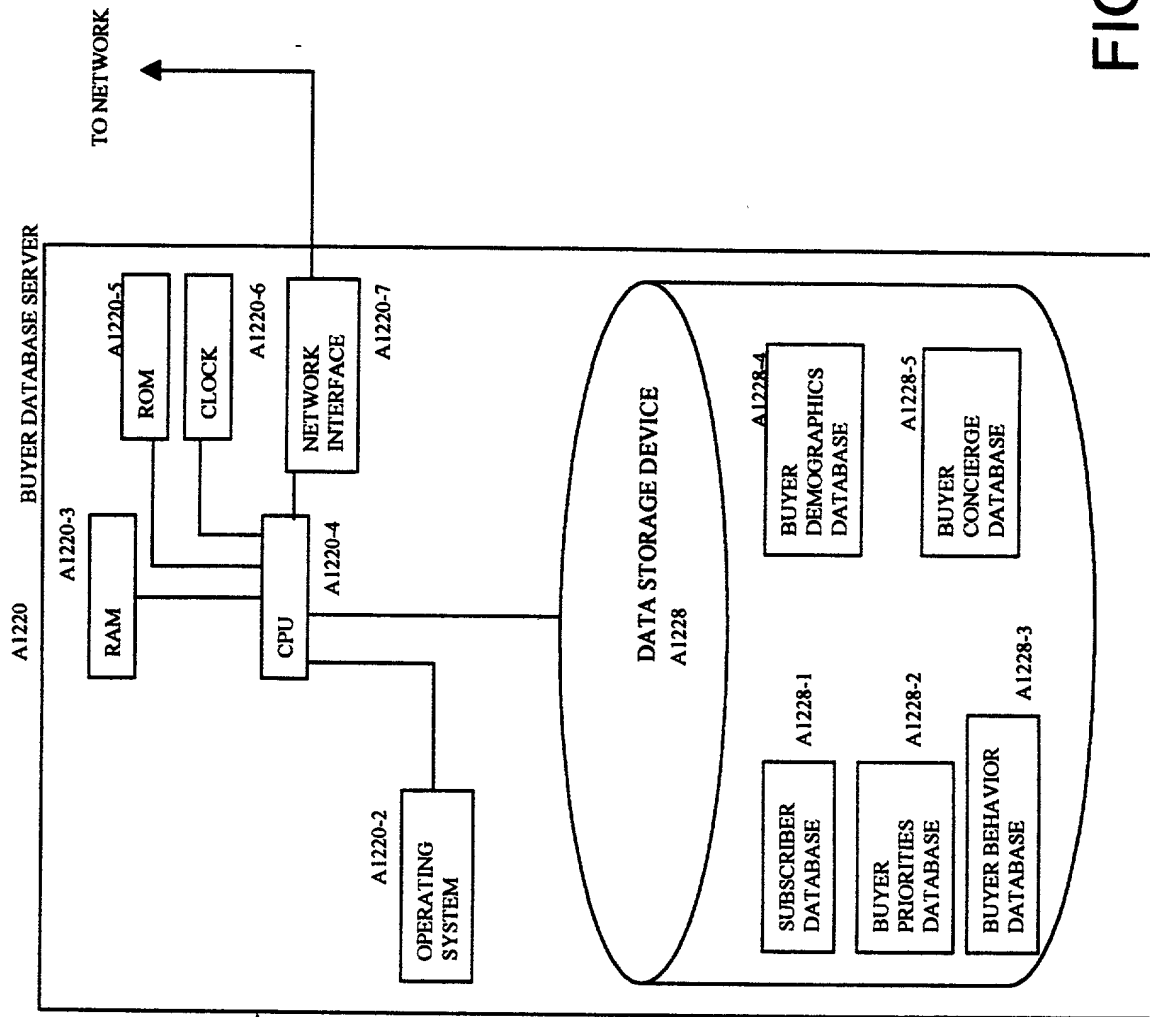 A1220
BUYER DATABASE SERVER
TO NETWORK
A1220-3
RAM
A1220-5
ROM
CLOCK
A1220-6
CPU
A1220-4
NETWORK
INTERFACE
A1220-7
A1220-2
OPERATING
SYSTEM
DATA STORAGE DEVICE
A1228
SUBSCRIBER
DATABASE
A1228-1
BUYER
PRIORITIES
DATABASE
A1228-2
BUYER BEHAVIOR
DATABASE
A1228-3
A1228-4
BUYER
DEMOGRAPHICS
DATABASE
A1228-5
BUYER
CONCIERGE
DATABASE
FIG